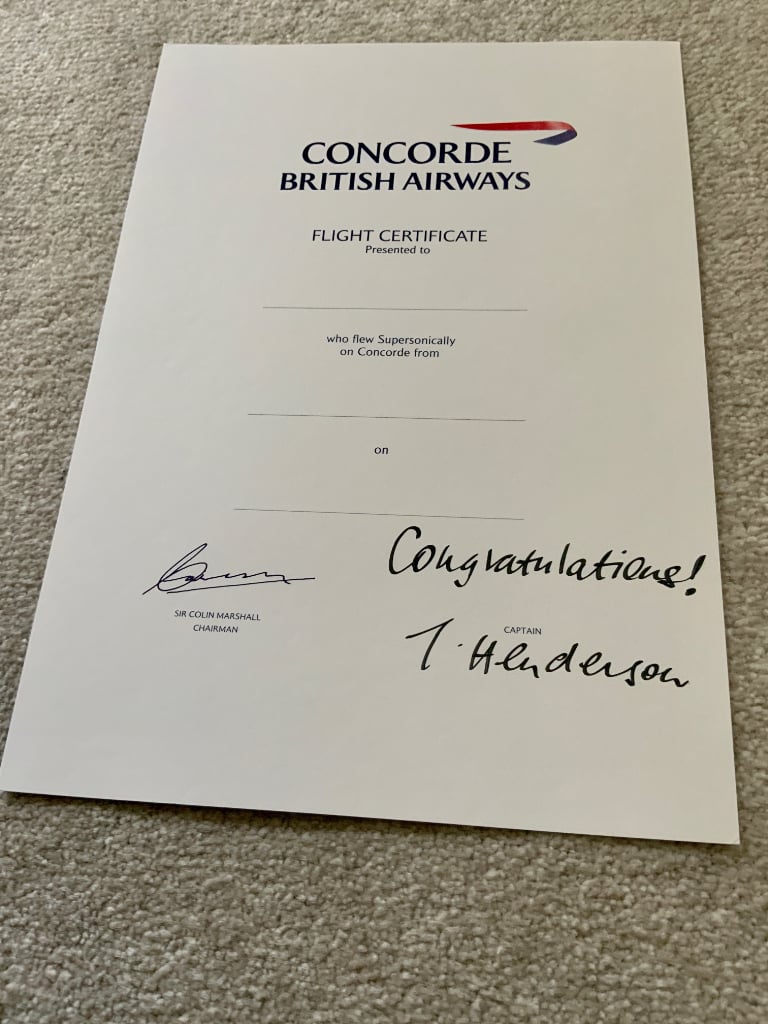 CONCORDE
BRITISH AIRWAYS
FLIGHT CERTIFICATE
Presented to
who flew Supersonically
on Concorde from
on
Congratulations!
SIR COLIN MARSHALL
CHAIRMAN
CAPTAIN
T. Henderson